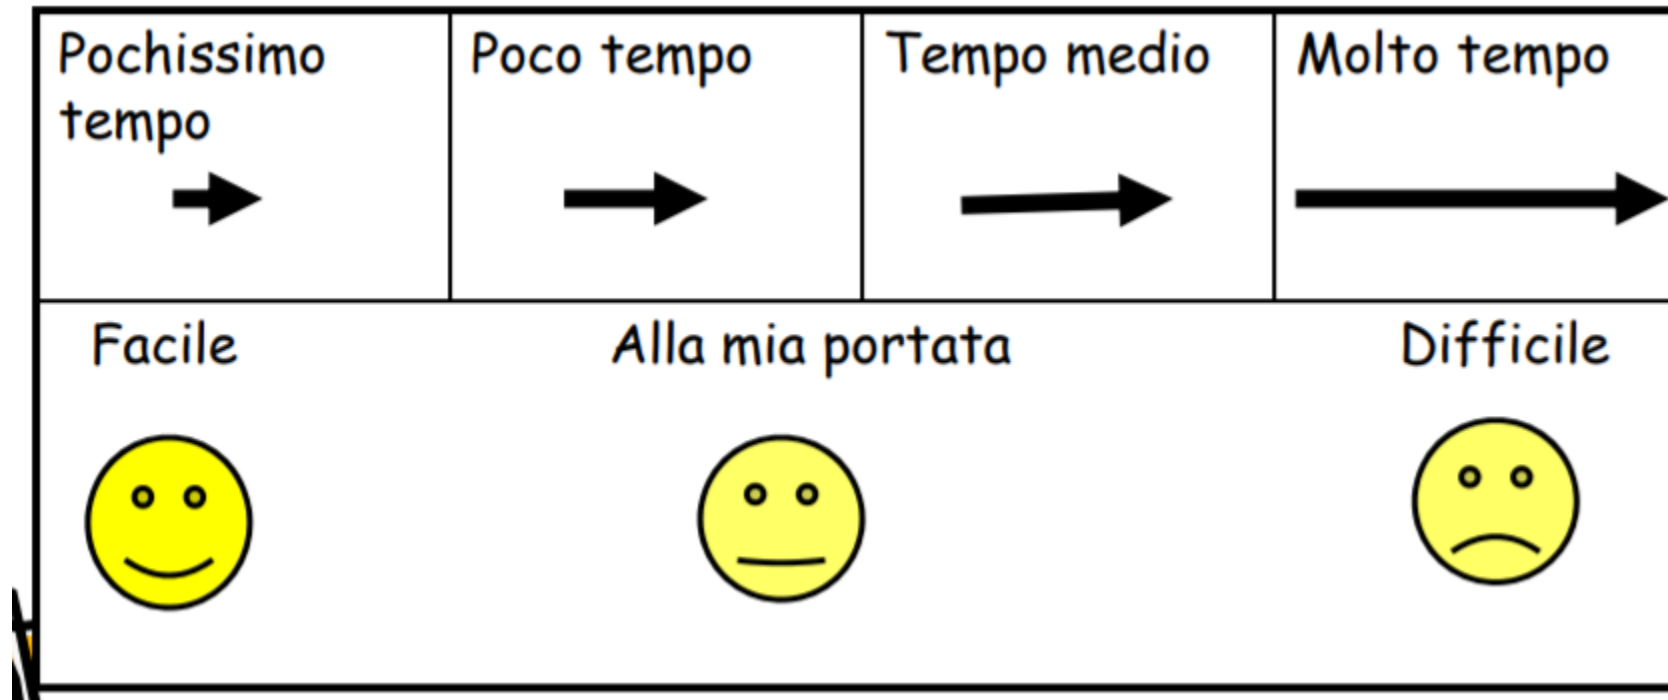 Pochissimo
tempo
Poco tempo
Tempo medio
Molto tempo
Facile
Alla mia portata
Difficile